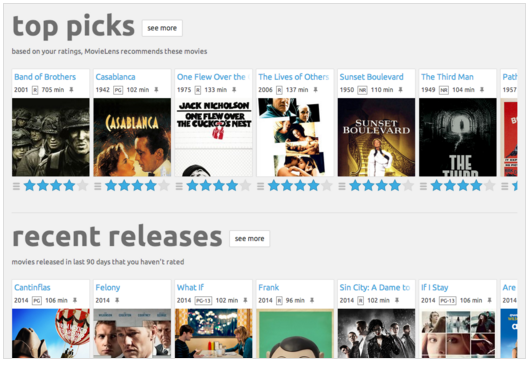 top picks see more
based on your ratings, MovieLens recommends these movies
Band of Brothers Casablanca One Flew Over the The Lives of Others Sunset Boulevard The Third Man Path
2001 R 705 min 1942 PG 102 min 1975 R 133 min 2006 R 137 min 1950 NR 110 min 1949 NR 104 min 1957
CASABLANCA
JACK NICHOLSON
ONE FLEW OVER THE
CUCKOO'S NEST
SUNSET
BOULEVARD
THE
THIRD
recent releases see more
movies released in last 90 days that you haven't rated
Cantinflas Felony What If Frank Sin City: A Dame to If I Stay Are
2014 PG 106 min 2014 2014 PG-13 102 min 2014 R 96 min 2014 R 102 min 2014 PG-13 106 min 2014